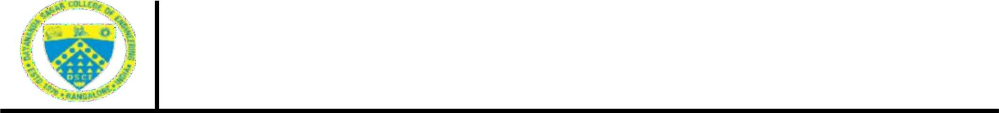 DAYANANDA SAGAR COLLEGE OF ENGINEERING
• ESTD. 1979 • BANGALORE • INDIA •
DSCE